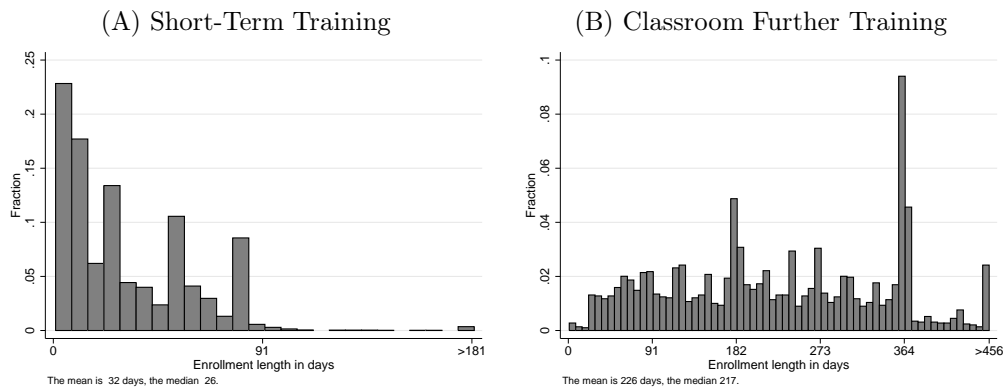 (A) Short-Term Training
.25
.2
.15
.1
.05
0
Fraction
0 91 >181
Enrollment length in days
The mean is  32 days, the median  26.
(B) Classroom Further Training
.1
.08
.06
.04
.02
0
Fraction
0 91 182 273 364 >456
Enrollment length in days
The mean is 226 days, the median 217.